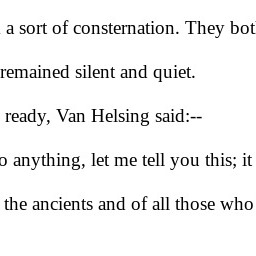 a sort of consternation. They bot
remained silent and quiet.
ready, Van Helsing said:--
o anything, let me tell you this; it
the ancients and of all those who